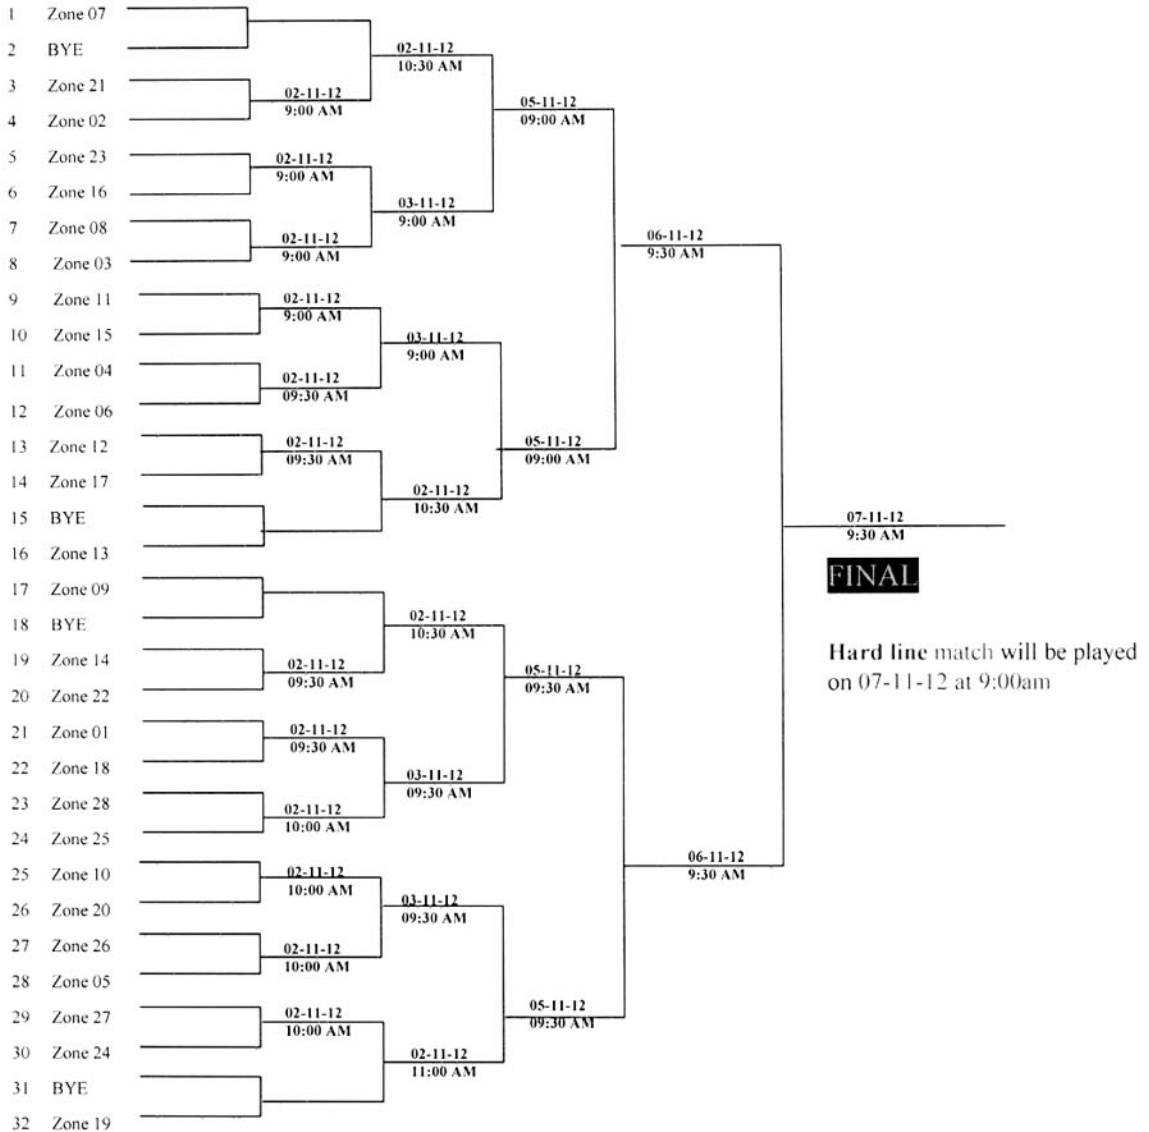 1 Zone 07
2 BYE
3 Zone 21
4 Zone 02
5 Zone 23
6 Zone 16
7 Zone 08
8 Zone 03
9 Zone 11
10 Zone 15
11 Zone 04
12 Zone 06
13 Zone 12
14 Zone 17
15 BYE
16 Zone 13
17 Zone 09
18 BYE
19 Zone 14
20 Zone 22
21 Zone 01
22 Zone 18
23 Zone 28
24 Zone 25
25 Zone 10
26 Zone 20
27 Zone 26
28 Zone 05
29 Zone 27
30 Zone 24
31 BYE
32 Zone 19
02-11-12
9:00 AM
02-11-12
9:00 AM
02-11-12
9:00 AM
02-11-12
9:00 AM
02-11-12
09:30 AM
02-11-12
09:30 AM
02-11-12
09:30 AM
02-11-12
09:30 AM
02-11-12
10:00 AM
02-11-12
10:00 AM
02-11-12
10:00 AM
02-11-12
10:00 AM
02-11-12
10:30 AM
03-11-12
9:00 AM
03-11-12
9:00 AM
02-11-12
10:30 AM
02-11-12
10:30 AM
03-11-12
09:30 AM
03-11-12
09:30 AM
02-11-12
11:00 AM
05-11-12
09:00 AM
05-11-12
09:00 AM
05-11-12
09:30 AM
05-11-12
09:30 AM
06-11-12
9:30 AM
06-11-12
9:30 AM
07-11-12
9:30 AM
FINAL
Hard line match will be played
on 07-11-12 at 9:00am